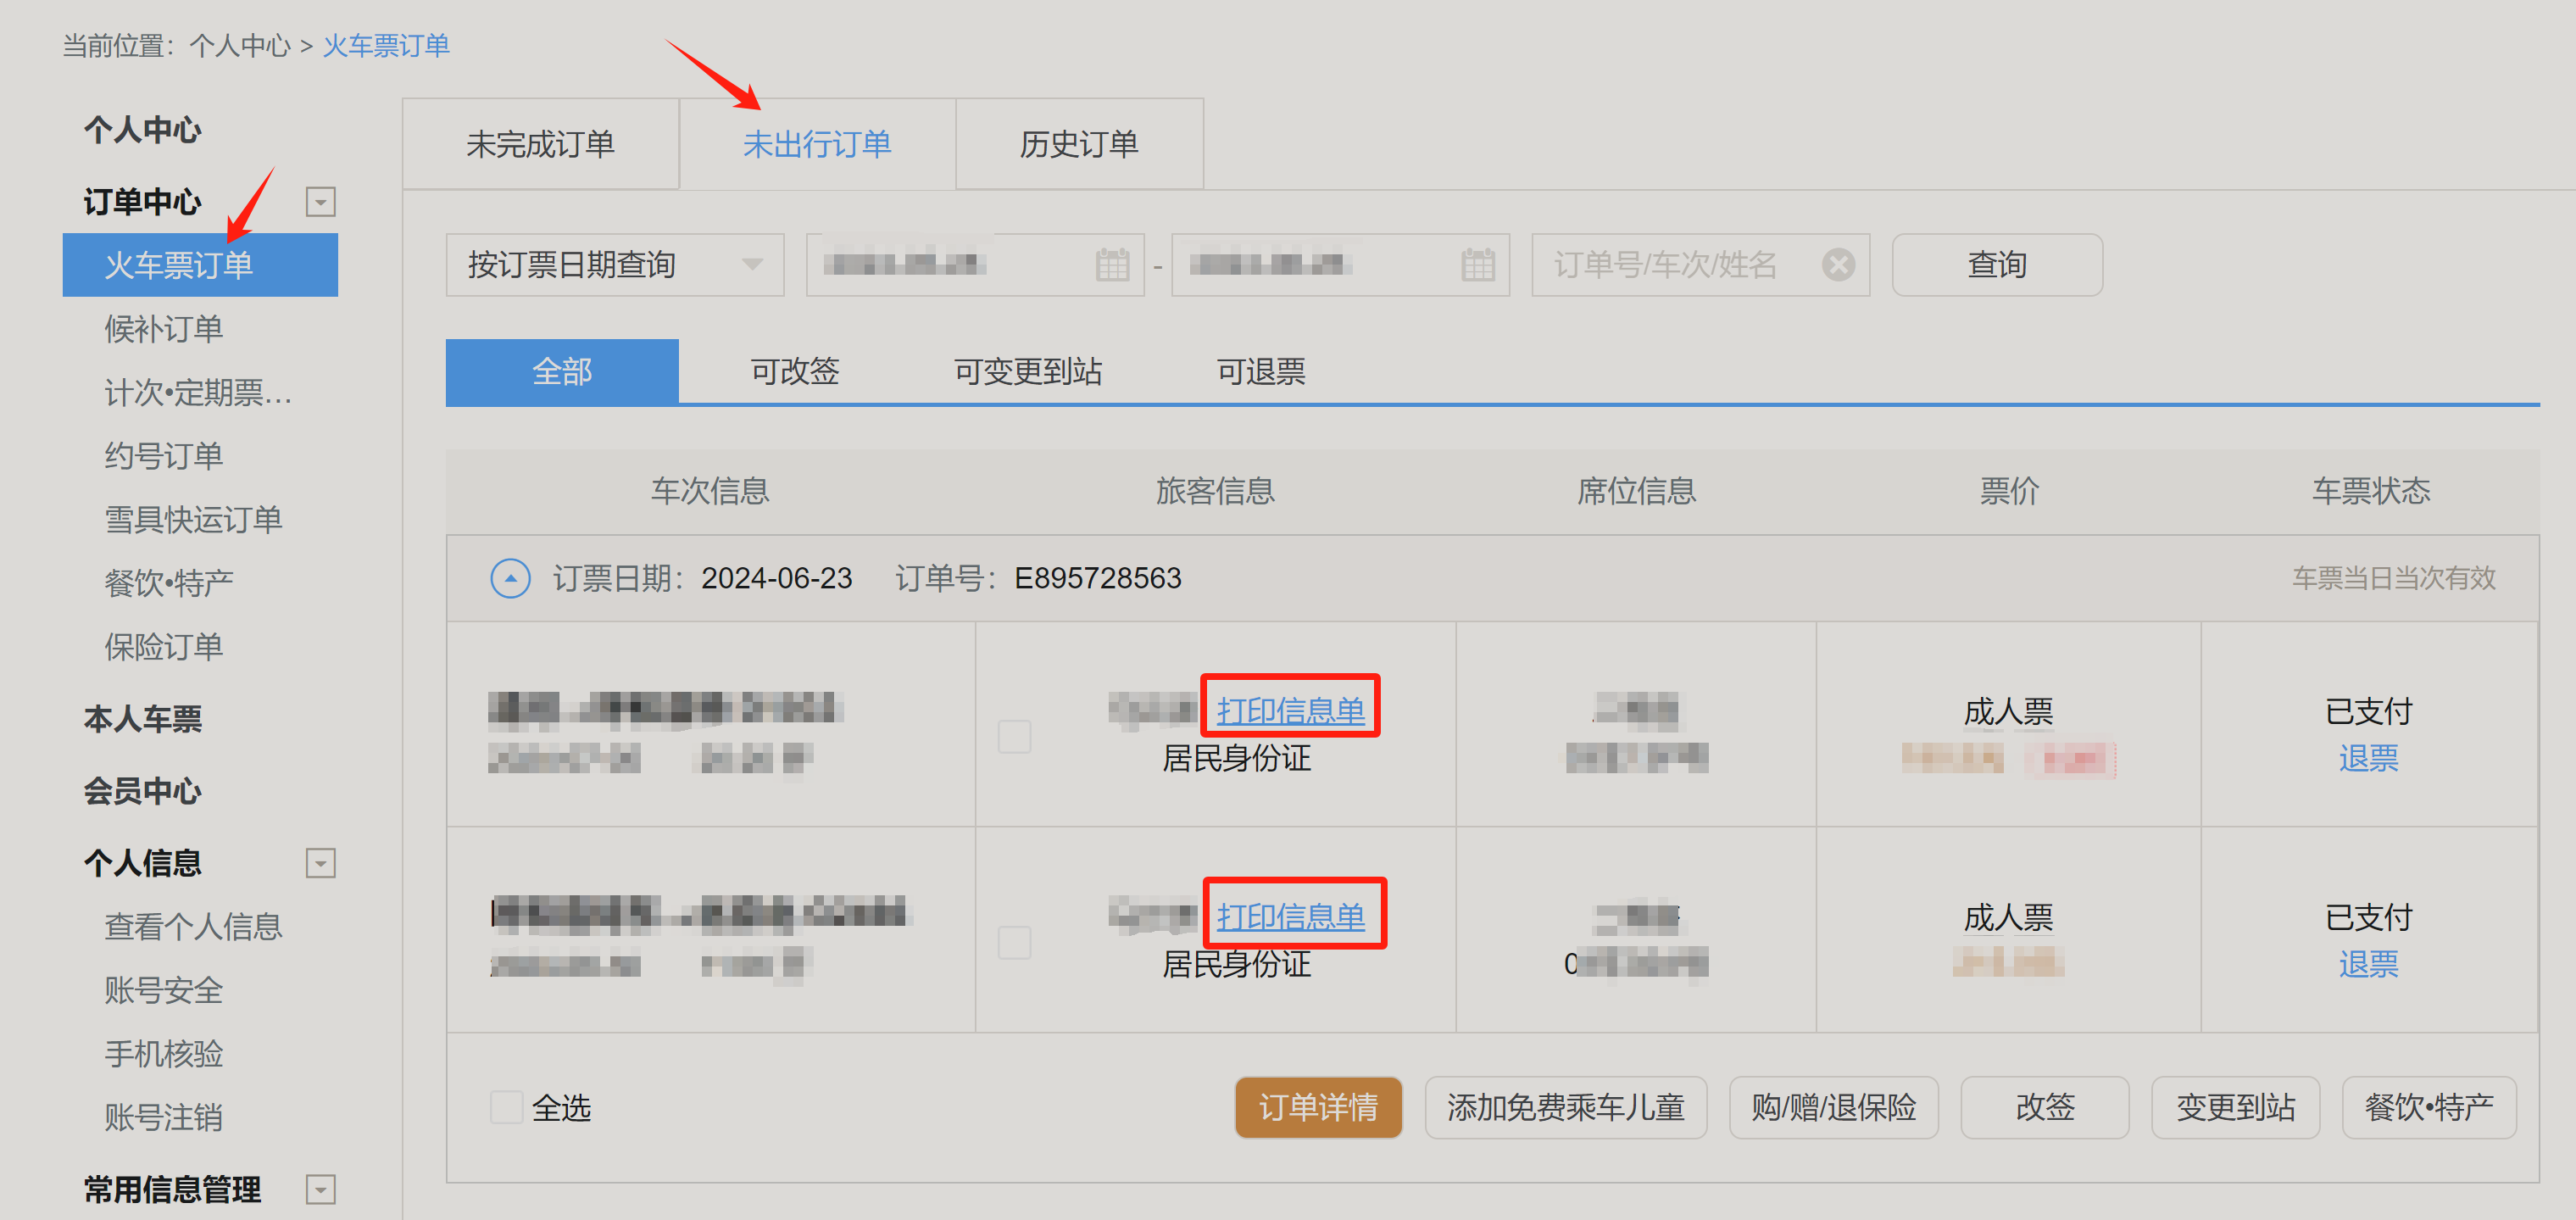 当前位置：个人中心 > 火车票订单
个人中心
订单中心
火车票订单
候补订单
计次•定期票…
约号订单
雪具快运订单
餐饮•特产
保险订单
本人车票
会员中心
个人信息
查看个人信息
账号安全
手机核验
账号注销
常用信息管理
未完成订单 未出行订单 历史订单
按订票日期查询 - 订单号/车次/姓名 查询
全部 可改签 可变更到站 可退票
车次信息 旅客信息 席位信息 票价 车票状态
订票日期：2024-06-23 订单号：E895728563 车票当日当次有效
打印信息单 成人票 已支付
居民身份证 退票
打印信息单 成人票 已支付
居民身份证 退票
全选 订单详情 添加免费乘车儿童 购/赠/退保险 改签 变更到站 餐饮•特产